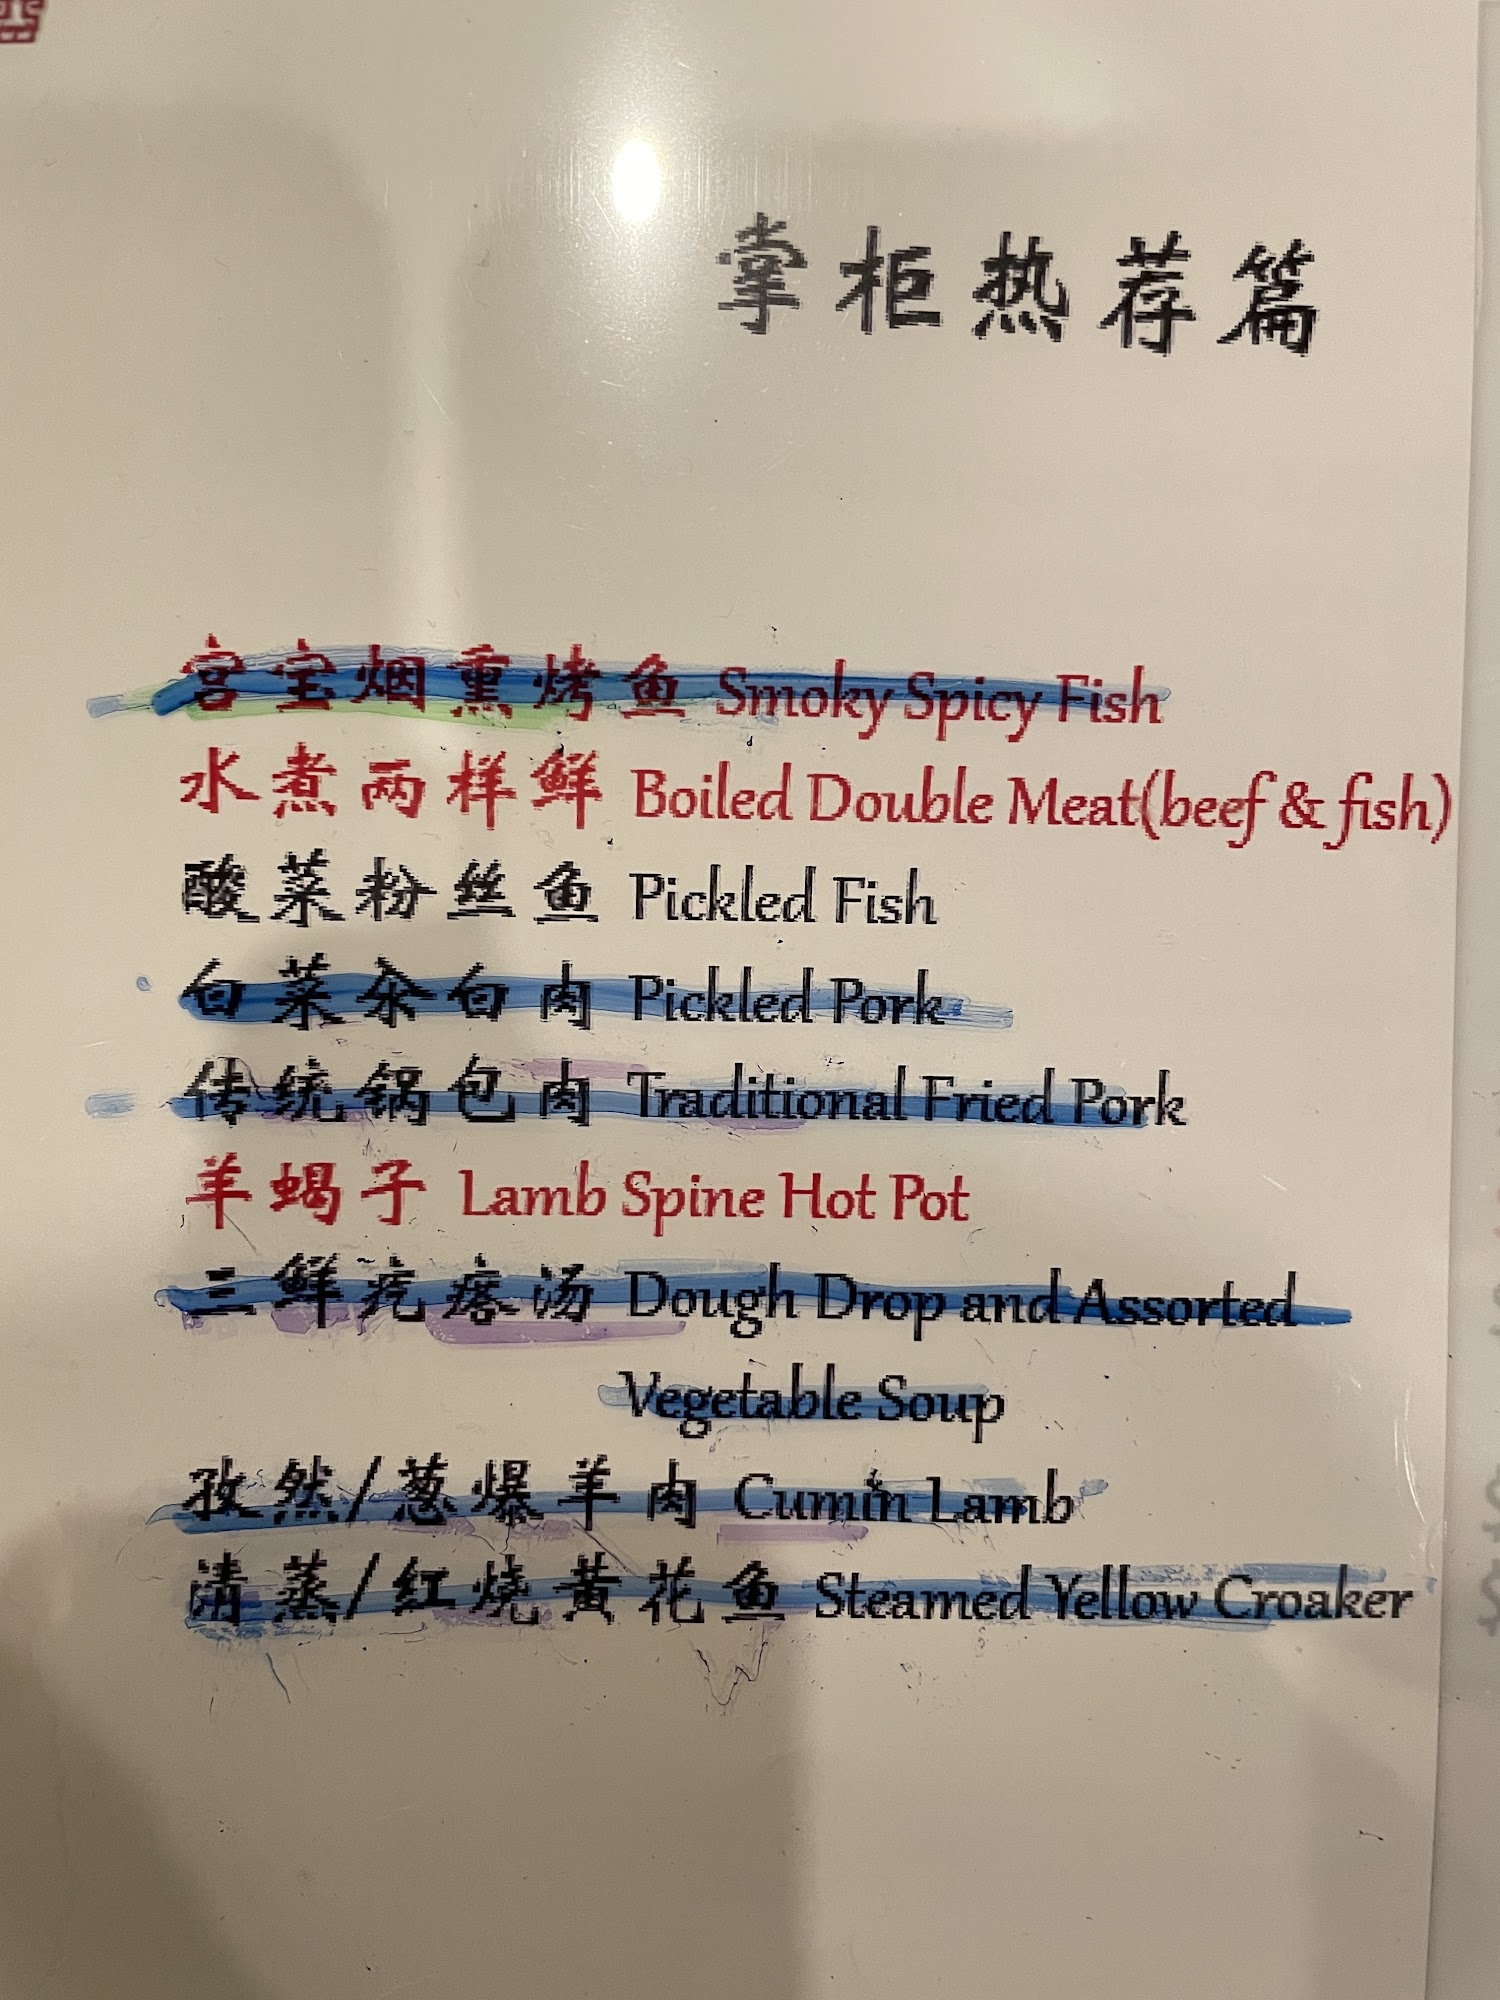 掌柜热荐篇
宫宝烟熏烤鱼 Smoky Spicy Fish
水煮两样鲜 Boiled Double Meat(beef & fish)
酸菜粉丝鱼 Pickled Fish
白菜汆白肉 Pickled Pork
传统锅包肉 Traditional Fried Pork
羊蝎子 Lamb Spine Hot Pot
三鲜疙瘩汤 Dough Drop and Assorted
Vegetable Soup
孜然/葱爆羊肉 Cumin Lamb
清蒸/红烧黄花鱼 Steamed Yellow Croaker